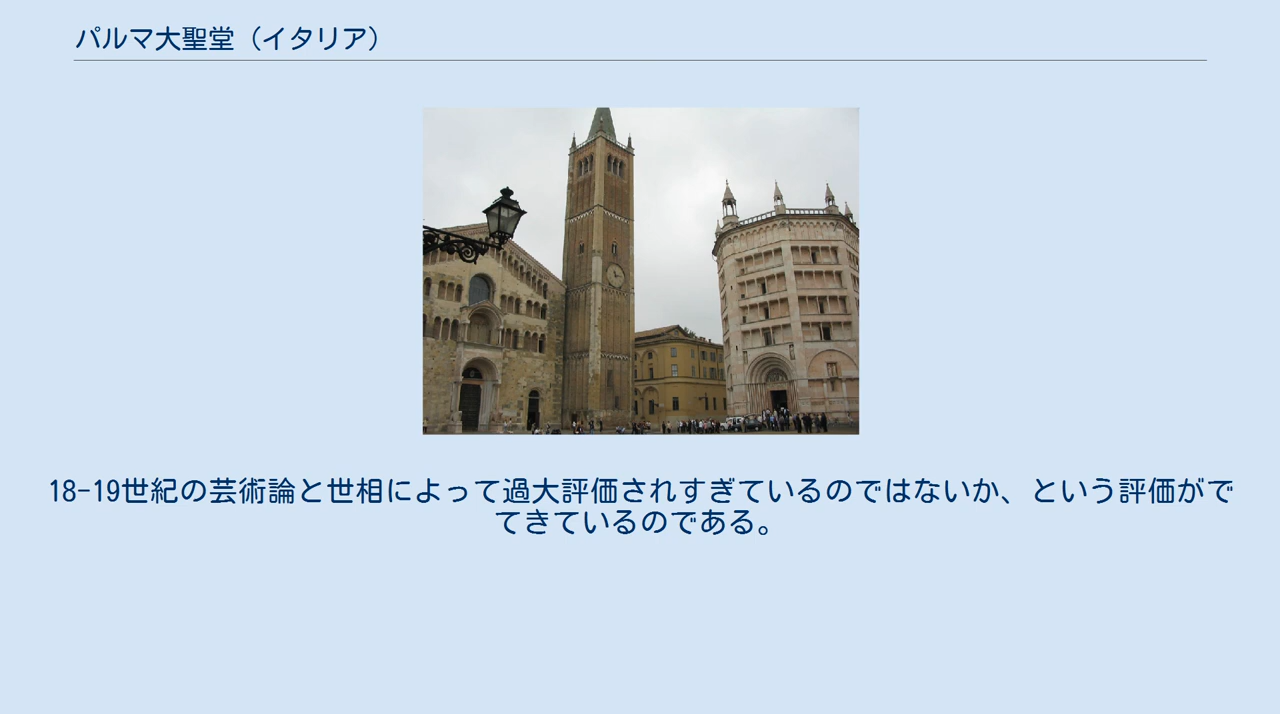 パルマ大聖堂（イタリア）
18-19世紀の芸術論と世相によって過大評価されすぎているのではないか、という評価がで
てきているのである。